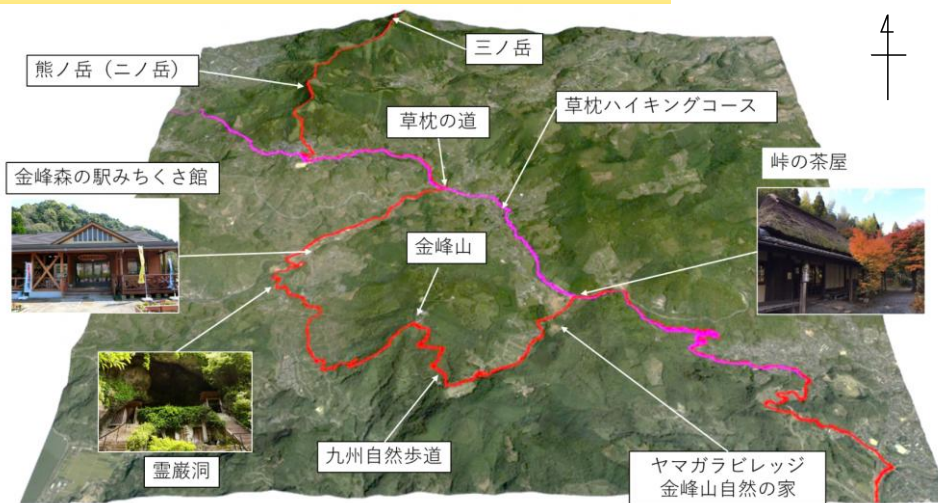 三ノ岳
熊ノ岳(二ノ岳)
草枕の道
草枕ハイキングコース
峠の茶屋
金峰森の駅みちくさ館
金峰山
九州自然歩道
霊巌洞
ヤマガラビレッジ
金峰山自然の家